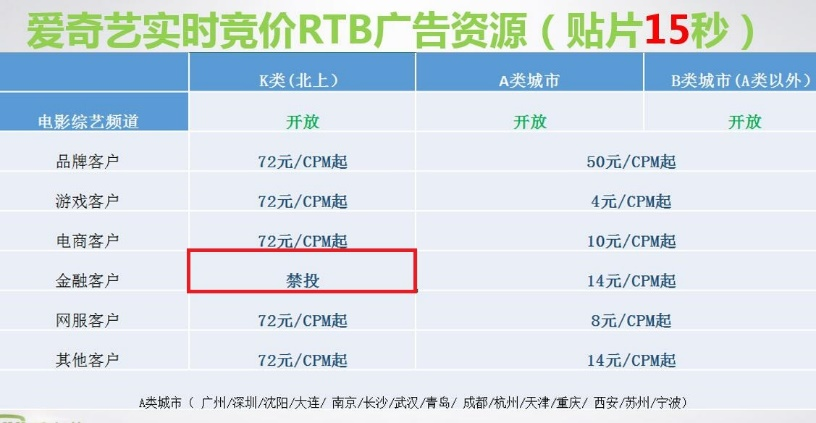 爱奇艺实时竞价RTB广告资源（贴片15秒）
K类(北上) A类城市 B类城市(A类以外)
电影综艺频道 开放 开放 开放
品牌客户 72元/CPM起 50元/CPM起
游戏客户 72元/CPM起 4元/CPM起
电商客户 72元/CPM起 10元/CPM起
金融客户 禁投 14元/CPM起
网服客户 72元/CPM起 8元/CPM起
其他客户 72元/CPM起 14元/CPM起
A类城市（ 广州/深圳/沈阳/大连/ 南京/长沙/武汉/青岛/ 成都/杭州/天津/重庆/ 西安/苏州/宁波）